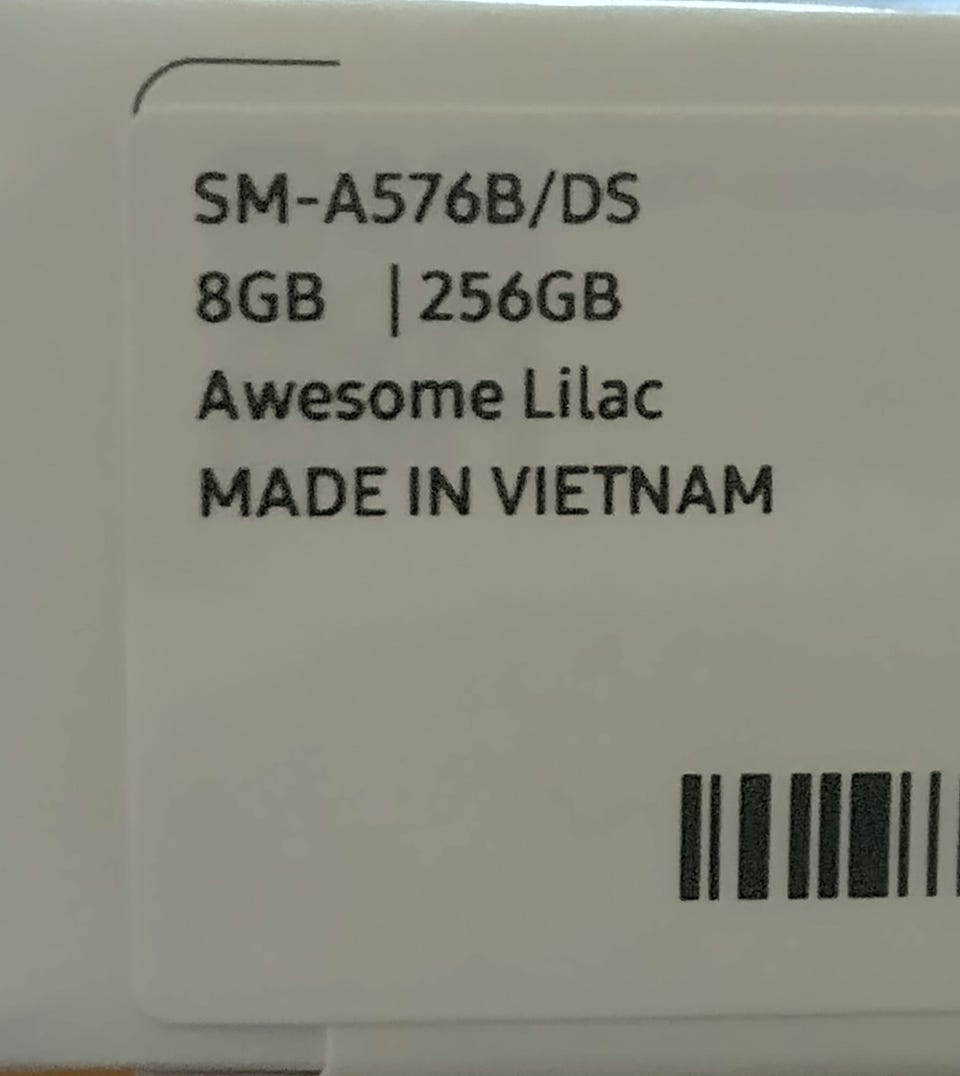 SM-A576B/DS
8GB |256GB
Awesome Lilac
MADE IN VIETNAM